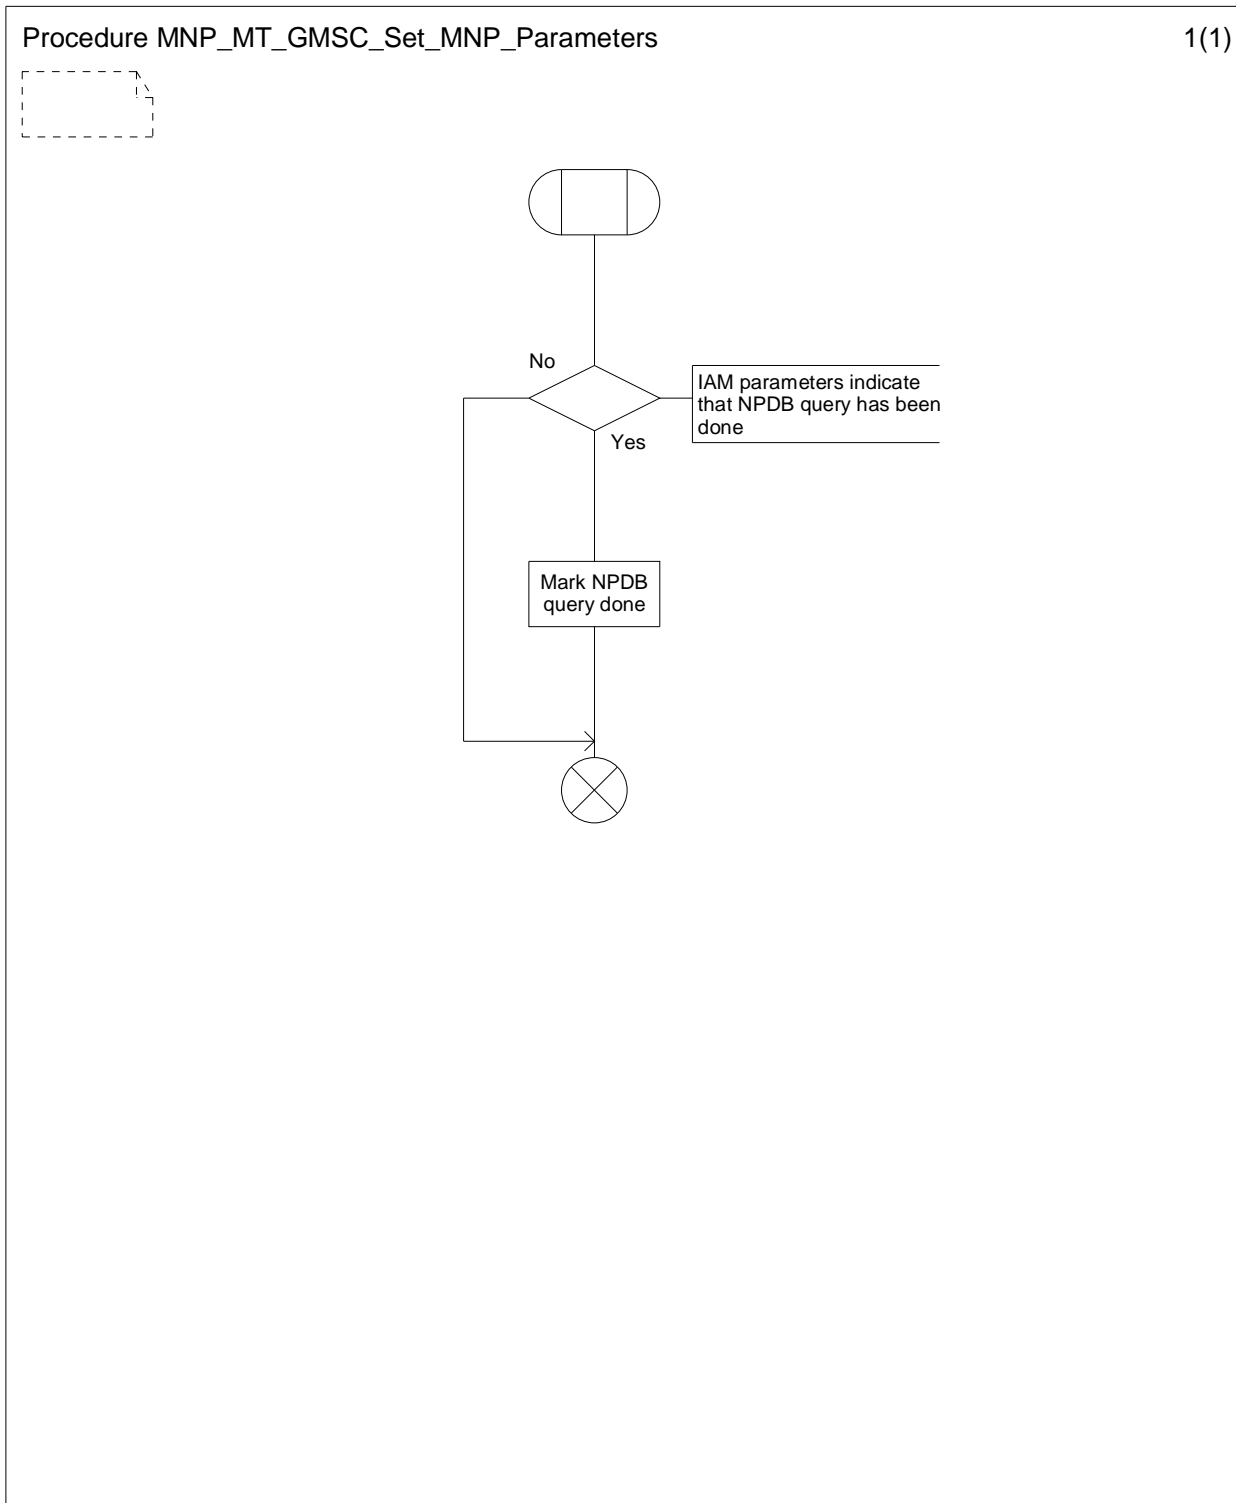 Procedure MNP_MT_GMSC_Set_MNP_Parameters
1(1)
No
IAM parameters indicate
that NPDB query has been
done
Yes
Mark NPDB
query done